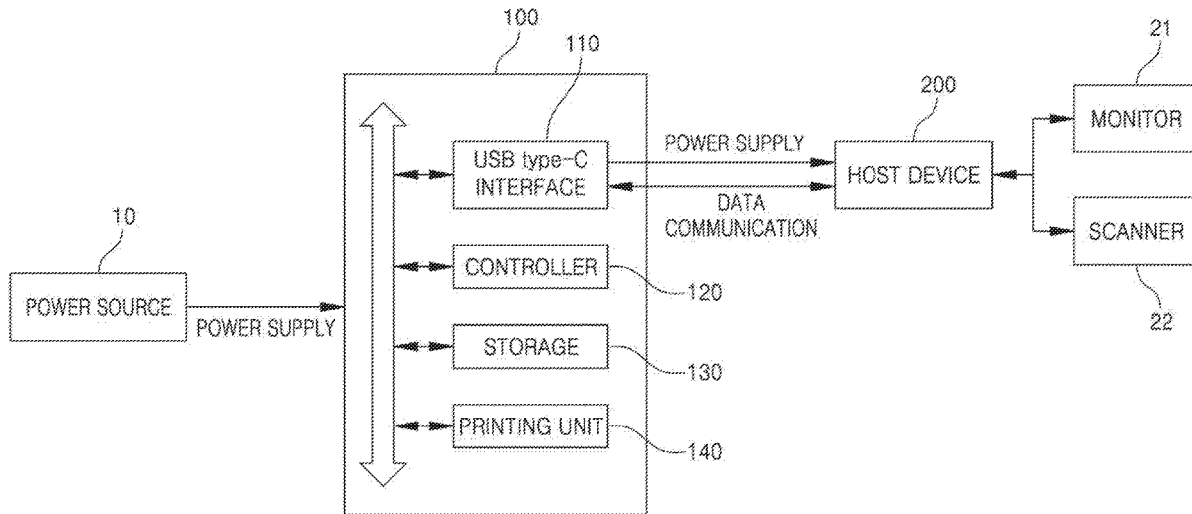 100
110
21
200
MONITOR
POWER SUPPLY
USB type-C
INTERFACE
HOST DEVICE
DATA
COMMUNICATION
10
SCANNER
CONTROLLER
POWER SOURCE
120
22
POWER SUPPLY
STORAGE
130
PRINTING UNIT
140